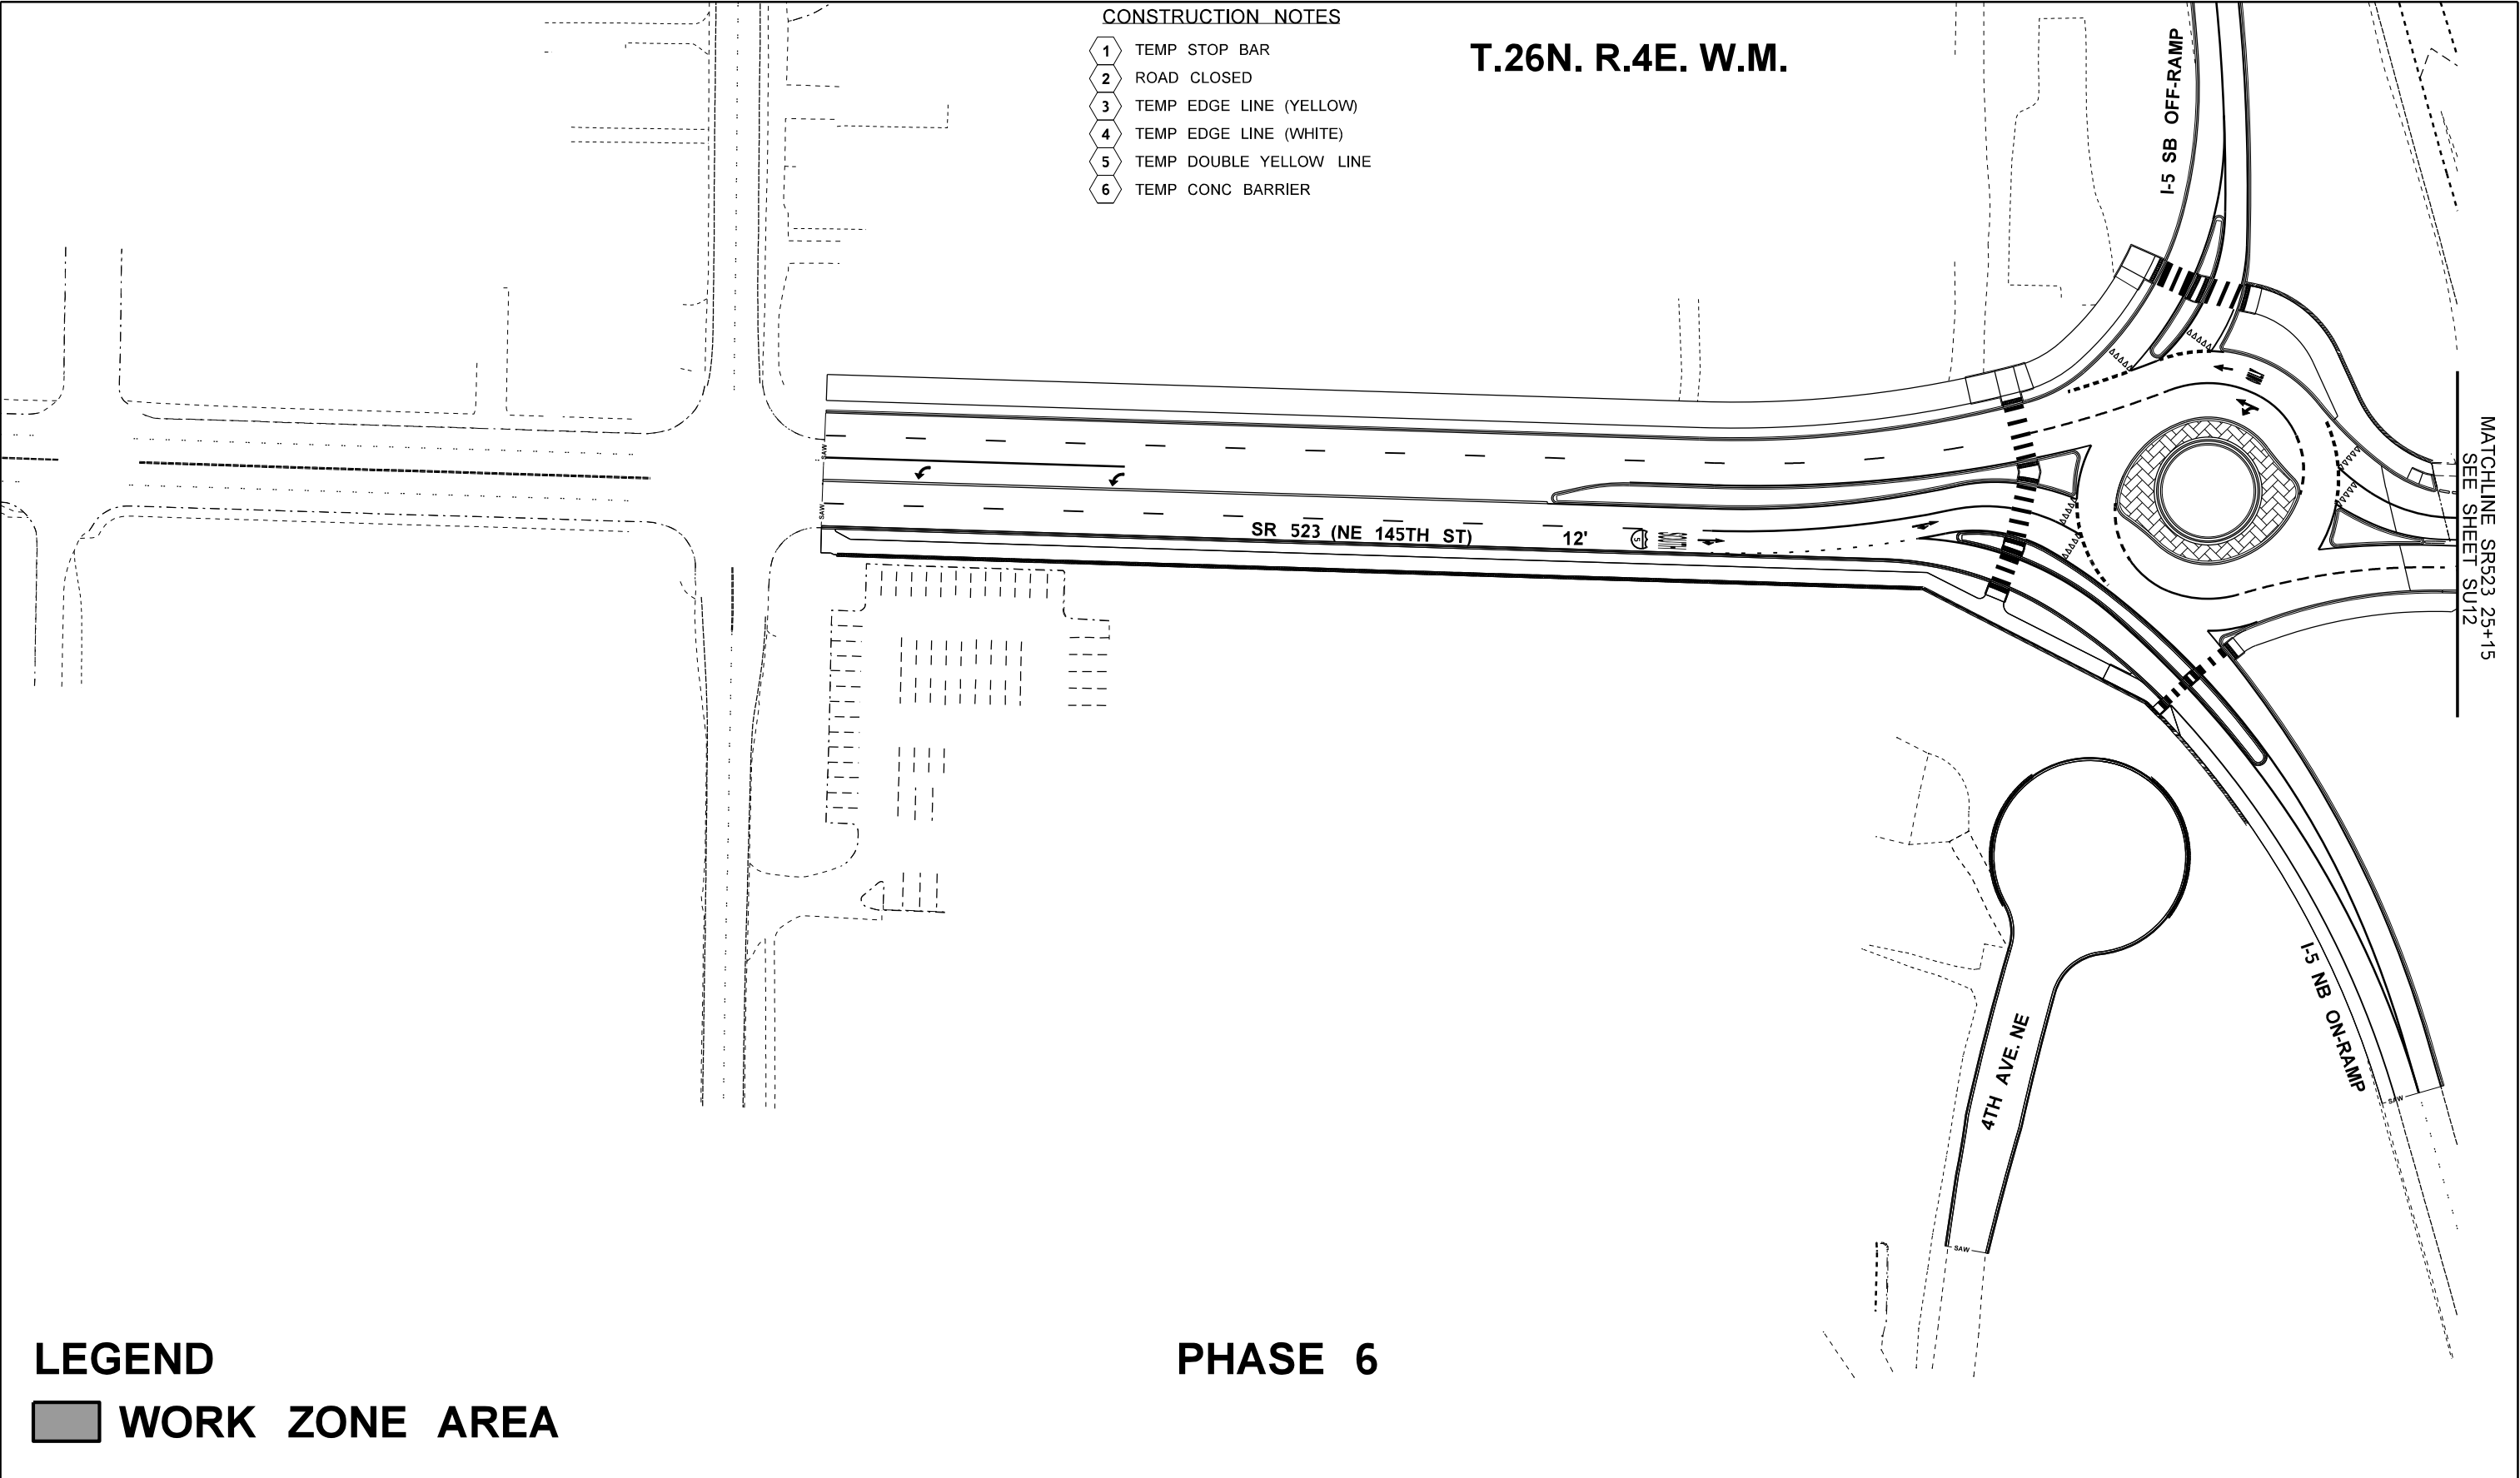 CONSTRUCTION NOTES
1 TEMP STOP BAR
2 ROAD CLOSED
3 TEMP EDGE LINE (YELLOW)
4 TEMP EDGE LINE (WHITE)
5 TEMP DOUBLE YELLOW LINE
6 TEMP CONC BARRIER
T.26N. R.4E. W.M.
I-5 SB OFF-RAMP
MATCHLINE SR523 25+15
SEE SHEET SU12
SAW
SAW
SR 523 (NE 145TH ST)
12'
5
I-5 NB ON-RAMP
SAW
4TH AVE. NE
SAW
LEGEND
WORK ZONE AREA
PHASE 6